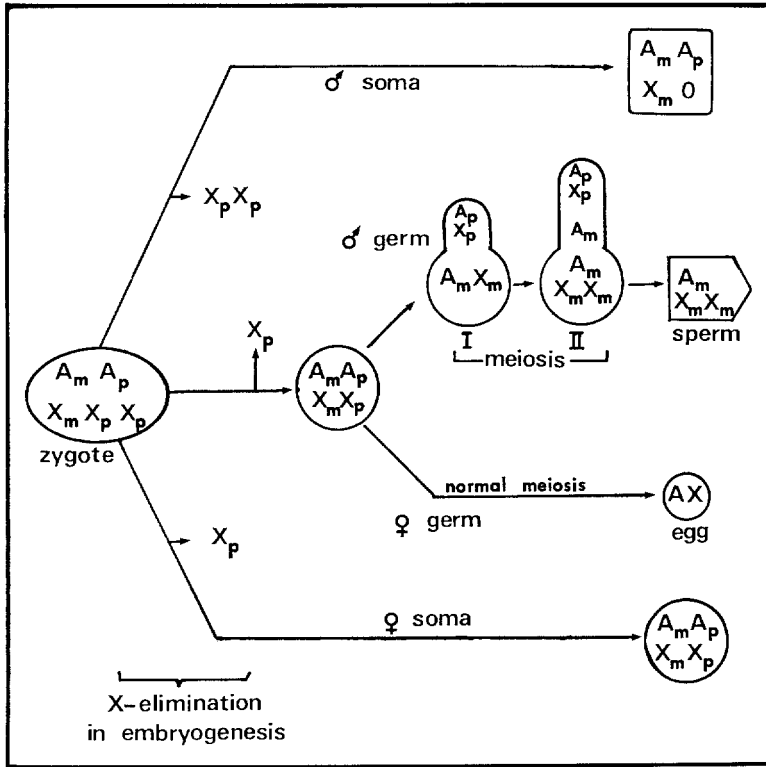 ♂ soma
A_m A_p
X_m O
X_p X_p
♂ germ
A_p
X_p
A_m X_m
I
A_p
X_p
A_m
A_m
X_m X_m
II
meiosis
A_m
X_m X_m
sperm
A_m A_p
X_m X_p X_p
zygote
X_p
A_m A_p
X_m X_p
normal meiosis
♀ germ
AX
egg
X_p
♀ soma
A_m A_p
X_m X_p
X-elimination
in embryogenesis